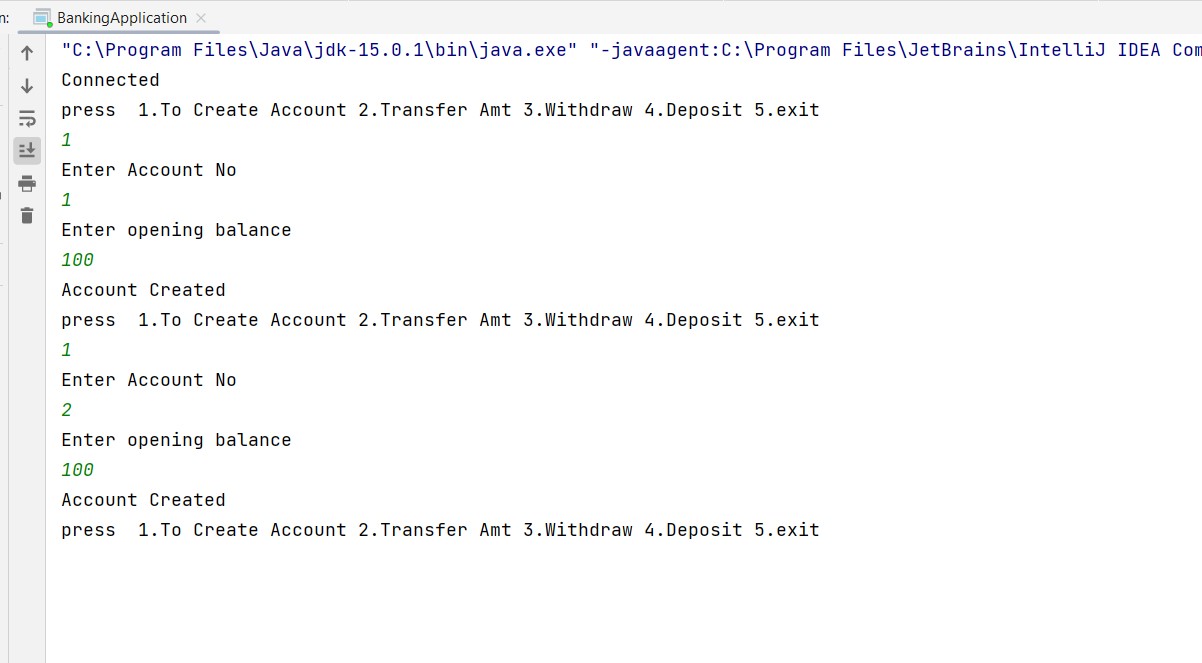 n: BankingApplication
"C:\Program Files\Java\jdk-15.0.1\bin\java.exe" "-javaagent:C:\Program Files\JetBrains\IntelliJ IDEA Com
Connected
press  1.To Create Account 2.Transfer Amt 3.Withdraw 4.Deposit 5.exit
1
Enter Account No
1
Enter opening balance
100
Account Created
press  1.To Create Account 2.Transfer Amt 3.Withdraw 4.Deposit 5.exit
1
Enter Account No
2
Enter opening balance
100
Account Created
press  1.To Create Account 2.Transfer Amt 3.Withdraw 4.Deposit 5.exit